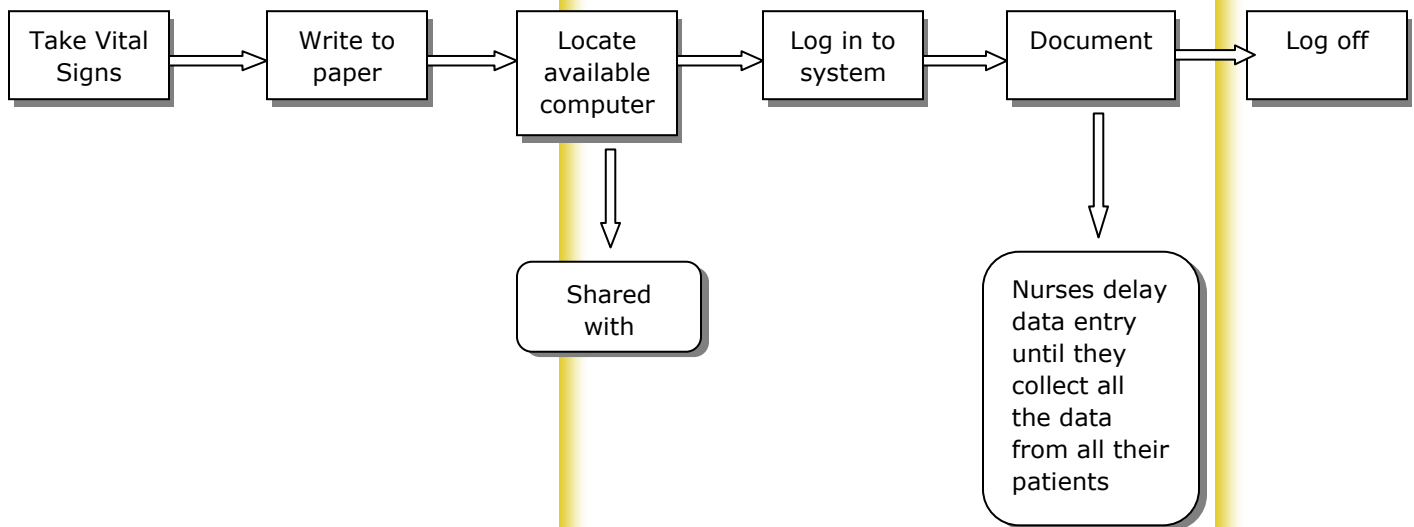 Take Vital
Signs
Write to
paper
Locate
available
computer
Log in to
system
Document
Log off
Shared
with
Nurses delay
data entry
until they
collect all
the data
from all their
patients